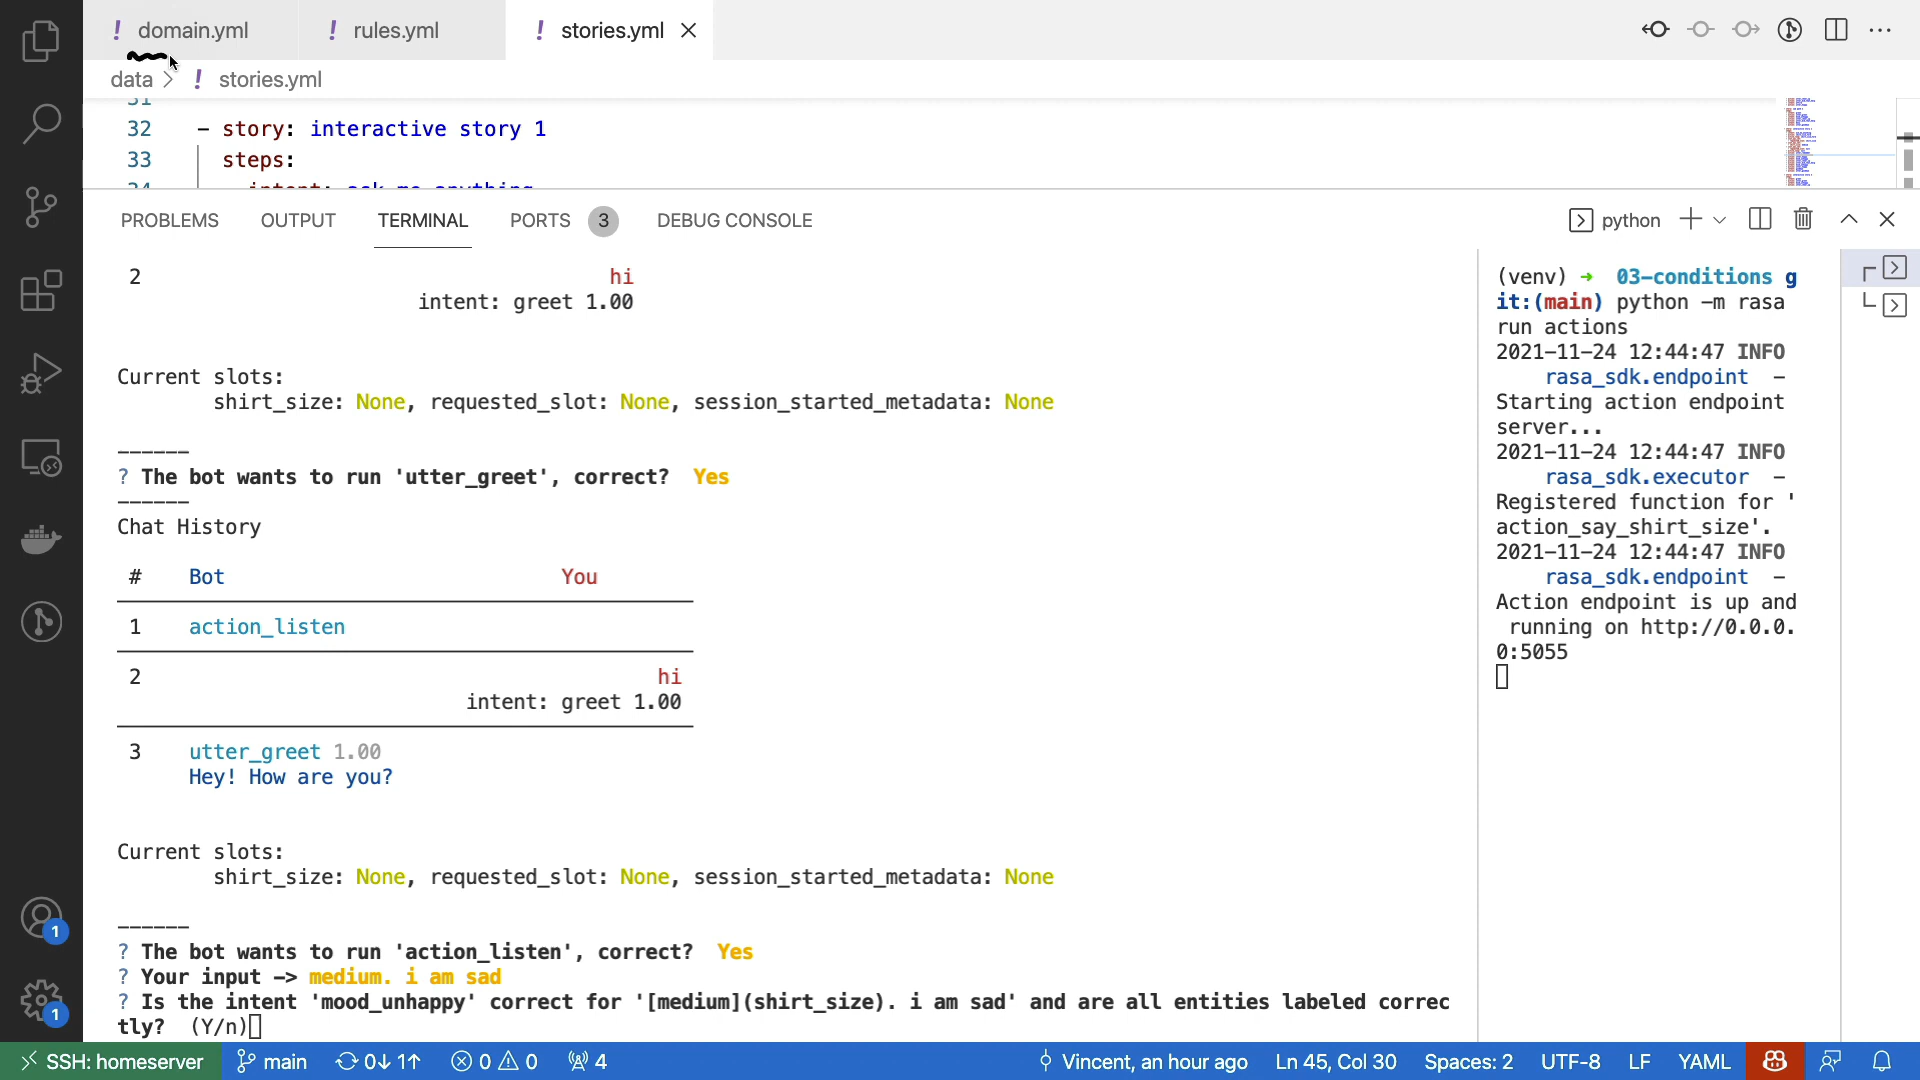 ! domain.yml
! rules.yml
! stories.yml
data > ! stories.yml
31
32 - story: interactive story 1
33 steps:
34 - intent: ask_me_anything
PROBLEMS OUTPUT TERMINAL PORTS 3 DEBUG CONSOLE
python
2 hi
intent: greet 1.00
Current slots:
shirt_size: None, requested_slot: None, session_started_metadata: None
------
? The bot wants to run 'utter_greet', correct? Yes
------
Chat History
# Bot You
1 action_listen
2 hi
intent: greet 1.00
3 utter_greet 1.00
Hey! How are you?
Current slots:
shirt_size: None, requested_slot: None, session_started_metadata: None
------
? The bot wants to run 'action_listen', correct? Yes
? Your input -> medium. i am sad
? Is the intent 'mood_unhappy' correct for '[medium](shirt_size). i am sad' and are all entities labeled correc
tly? (Y/n)
(venv) ➜ 03-conditions g
it:(main) python -m rasa
run actions
2021-11-24 12:44:47 INFO
rasa_sdk.endpoint -
Starting action endpoint
server...
2021-11-24 12:44:47 INFO
rasa_sdk.executor -
Registered function for '
action_say_shirt_size'.
2021-11-24 12:44:47 INFO
rasa_sdk.endpoint -
Action endpoint is up and
running on http://0.0.0.
0:5055
1
1
SSH: homeserver main 0↓ 1↑ 0 0 4 Vincent, an hour ago Ln 45, Col 30 Spaces: 2 UTF-8 LF YAML